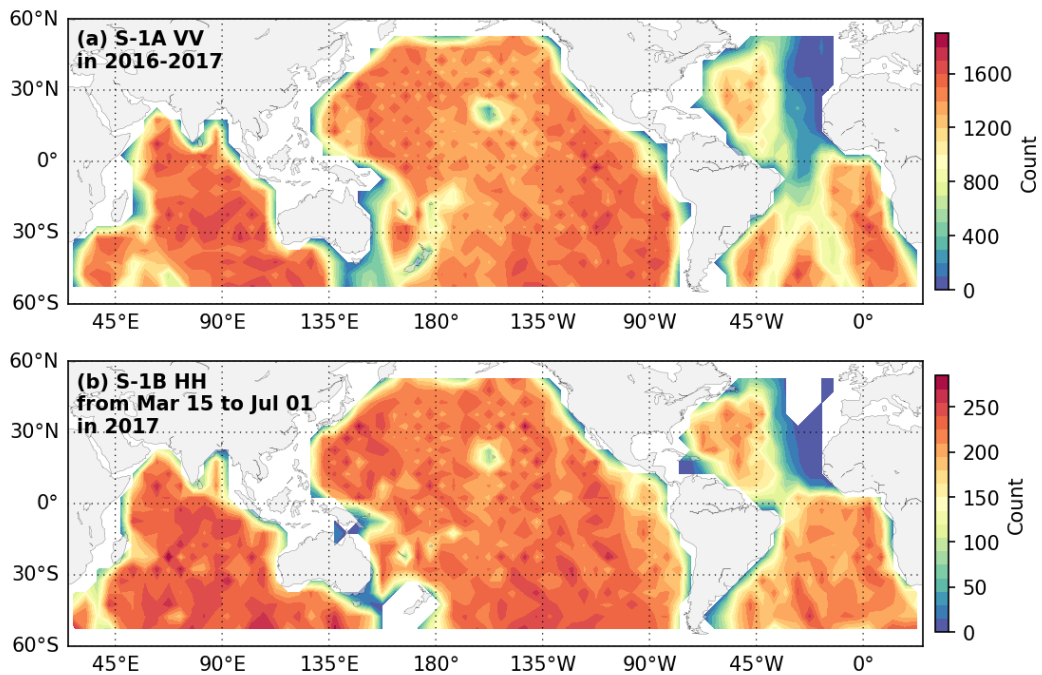 (a) S-1A VV
in 2016-2017
60°N
30°N
0°
30°S
60°S
45°E 90°E 135°E 180° 135°W 90°W 45°W 0°
1600
1200
800
400
0
Count
(b) S-1B HH
from Mar 15 to Jul 01
in 2017
60°N
30°N
0°
30°S
60°S
45°E 90°E 135°E 180° 135°W 90°W 45°W 0°
250
200
150
100
50
0
Count